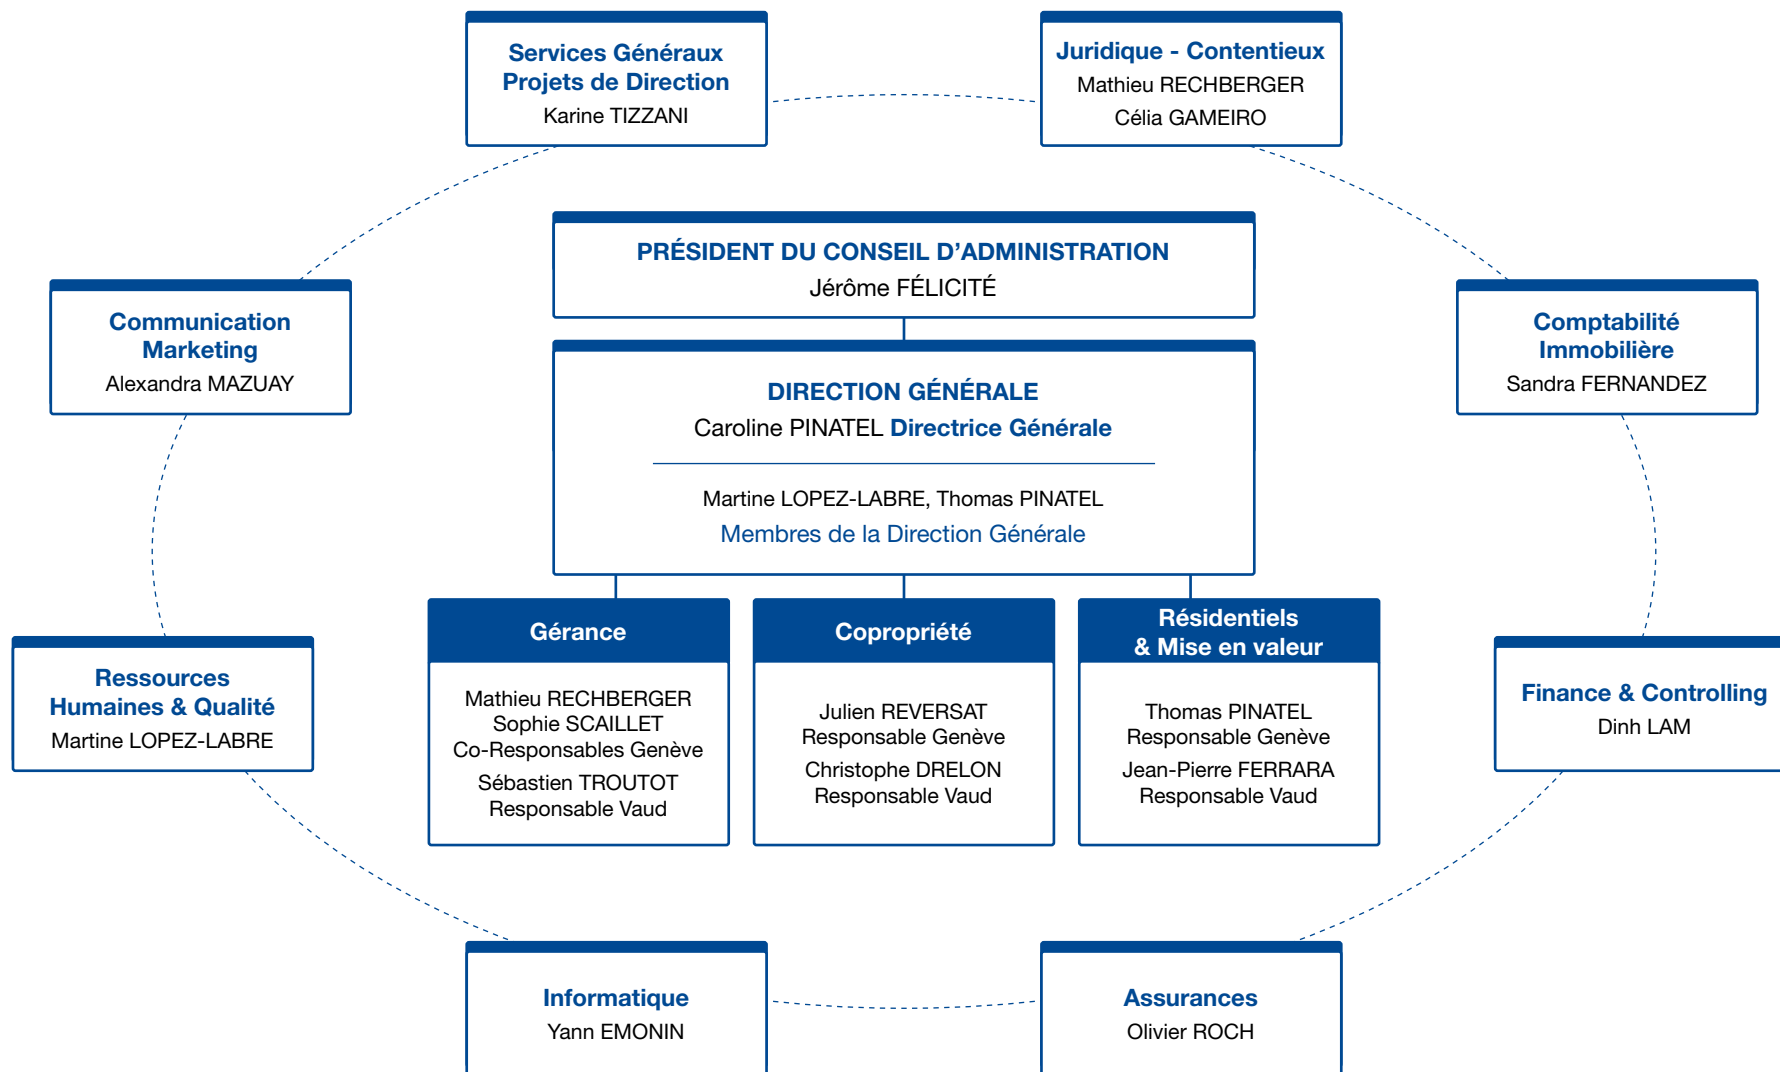 Services Généraux
Projets de Direction
Karine TIZZANI
Juridique - Contentieux
Mathieu RECHBERGER
Célia GAMEIRO
PRÉSIDENT DU CONSEIL D’ADMINISTRATION
Jérôme FÉLICITÉ
Communication
Marketing
Alexandra MAZUAY
Comptabilité
Immobilière
Sandra FERNANDEZ
DIRECTION GÉNÉRALE
Caroline PINATEL Directrice Générale
Martine LOPEZ-LABRE, Thomas PINATEL
Membres de la Direction Générale
Gérance
Mathieu RECHBERGER
Sophie SCAILLET
Co-Responsables Genève
Sébastien TROUTOT
Responsable Vaud
Copropriété
Julien REVERSAT
Responsable Genève
Christophe DRELON
Responsable Vaud
Résidentiels
& Mise en valeur
Thomas PINATEL
Responsable Genève
Jean-Pierre FERRARA
Responsable Vaud
Ressources
Humaines & Qualité
Martine LOPEZ-LABRE
Finance & Controlling
Dinh LAM
Informatique
Yann EMONIN
Assurances
Olivier ROCH